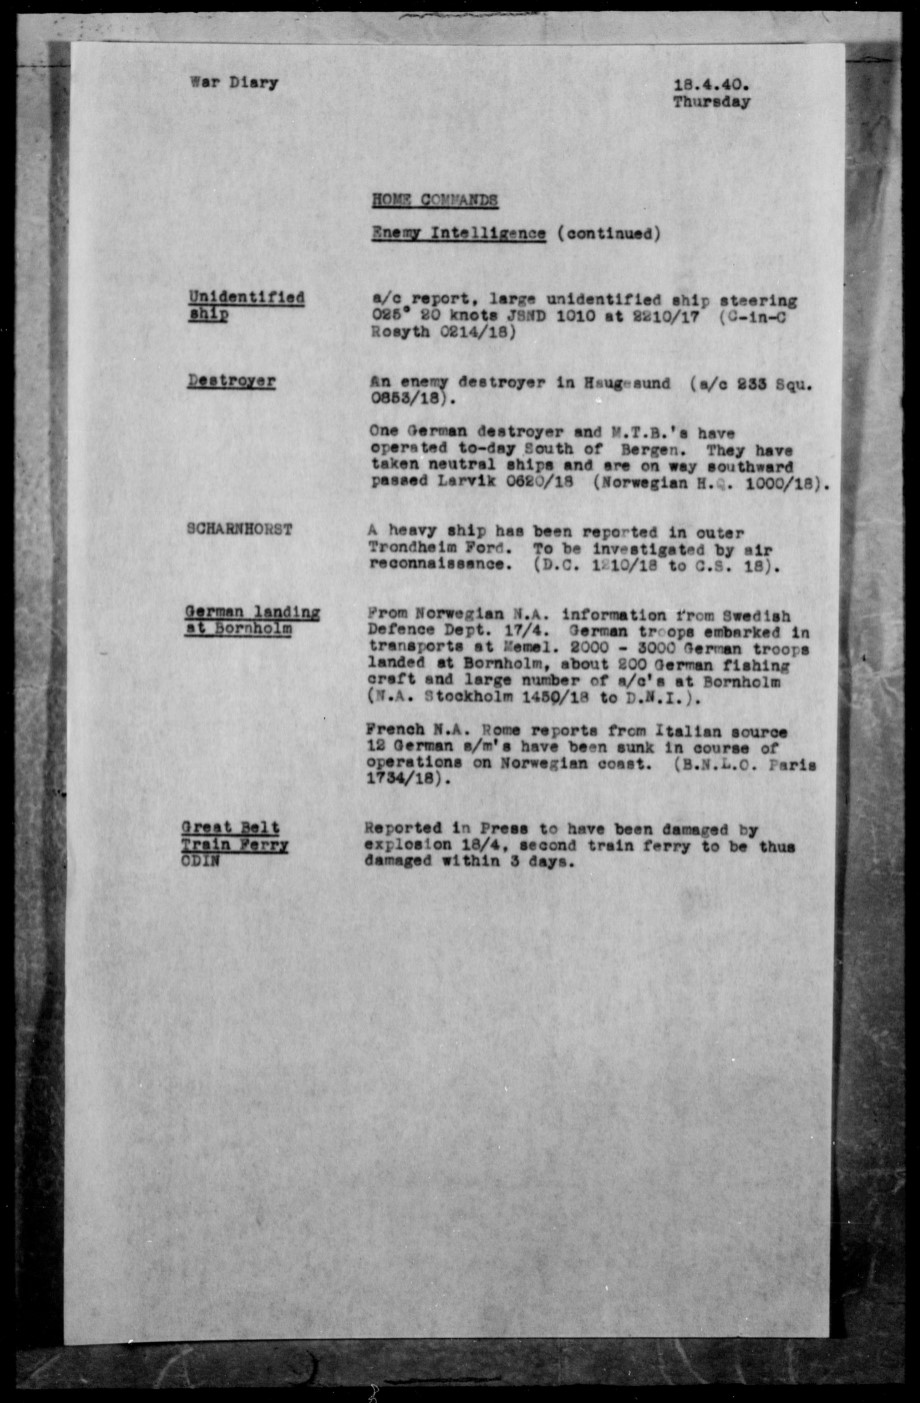 War Diary
18.4.40.
Thursday
HOME COMMANDS
Enemy Intelligence (continued)
Unidentified
ship
a/c report, large unidentified ship steering
025° 20 knots JSND 1010 at 2210/17 (C-in-C
Rosyth 0214/18)
Destroyer
An enemy destroyer in Haugesund (a/c 233 Squ.
0853/18).
One German destroyer and M.T.B.'s have
operated to-day South of Bergen. They have
taken neutral ships and are on way southward
passed Larvik 0620/18 (Norwegian H.Q. 1000/18).
SCHARNHORST
A heavy ship has been reported in outer
Trondheim Ford. To be investigated by air
reconnaissance. (D.C. 1210/18 to C.S. 18).
German landing
at Bornholm
From Norwegian N.A. information from Swedish
Defence Dept. 17/4. German troops embarked in
transports at Memel. 2000 - 3000 German troops
landed at Bornholm, about 200 German fishing
craft and large number of a/c's at Bornholm
(N.A. Stockholm 1450/18 to D.N.I.).
French N.A. Rome reports from Italian source
12 German s/m's have been sunk in course of
operations on Norwegian coast. (B.N.L.O. Paris
1734/18).
Great Belt
Train Ferry
ODIN
Reported in Press to have been damaged by
explosion 18/4, second train ferry to be thus
damaged within 3 days.